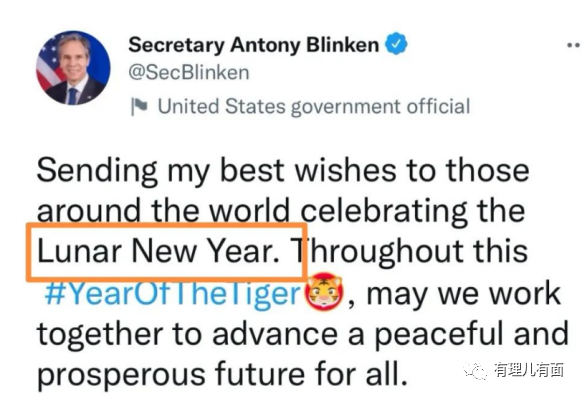 Secretary Antony Blinken
@SecBlinken
United States government official
Sending my best wishes to those
around the world celebrating the
Lunar New Year. Throughout this
#YearOfTheTiger🐯, may we work
together to advance a peaceful and
prosperous future for all.
有理儿有面